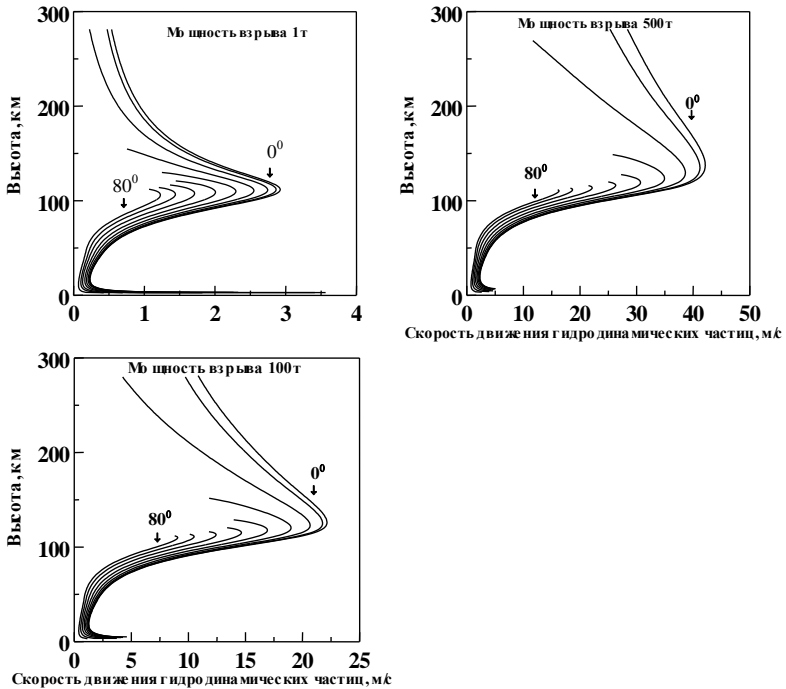 Мощность взрыва 1т
Высота, км
300
200
100
0
0⁰
80⁰
0 1 2 3 4
Мощность взрыва 500т
Высота, км
300
200
100
0
0⁰
80⁰
0 10 20 30 40 50
Скорость движения гидродинамических частиц, м/с
Мощность взрыва 100т
Высота, км
300
200
100
0
0⁰
80⁰
0 5 10 15 20 25
Скорость движения гидродинамических частиц, м/с